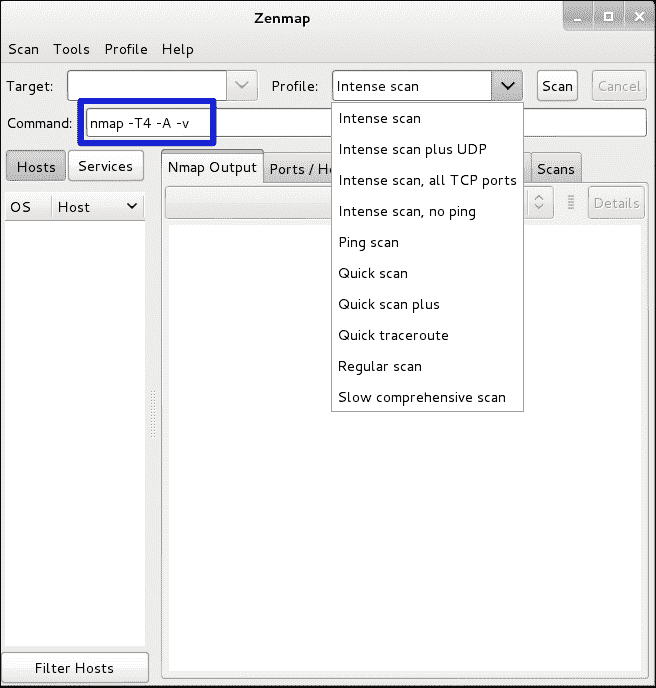 Zenmap
Scan Tools Profile Help
Target: Profile: Intense scan Scan Cancel
Command: nmap -T4 -A -v
Hosts Services Nmap Output Ports / Scans
OS Host Details
Intense scan
Intense scan plus UDP
Intense scan, all TCP ports
Intense scan, no ping
Ping scan
Quick scan
Quick scan plus
Quick traceroute
Regular scan
Slow comprehensive scan
Filter Hosts